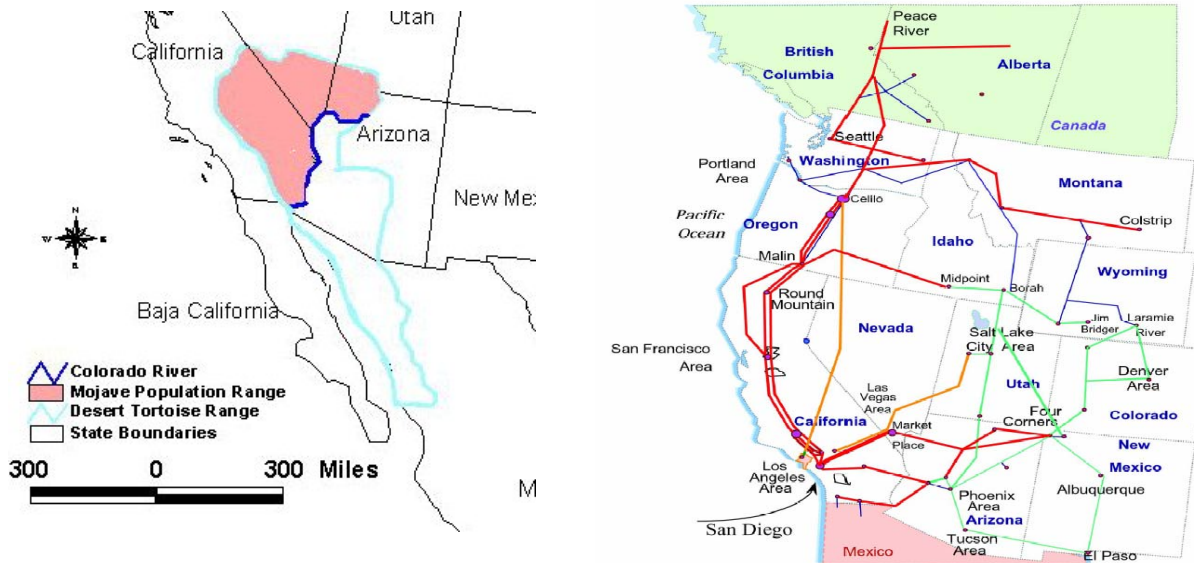 Utah
California
Arizona
New Mex
N
W
E
S
Baja California
Colorado River
Mojave Population Range
Desert Tortoise Range
State Boundaries
300 0 300 Miles
M
Peace
River
British
Columbia
Alberta
Canada
Seattle
Portland
Area
Washington
Montana
Pacific
Ocean
Oregon
Celilo
Colstrip
Idaho
Malin
Wyoming
Midpoint
Borah
Round
Mountain
Jim
Bridger
Laramie
River
Nevada
Salt Lake
City Area
San Francisco
Area
Las
Vegas
Area
Utah
Denver
Area
California
Four
Corners
Colorado
Market
Place
New
Mexico
Los
Angeles
Area
Albuquerque
Phoenix
Area
San Diego
Arizona
Tucson
Area
Mexico
El Paso